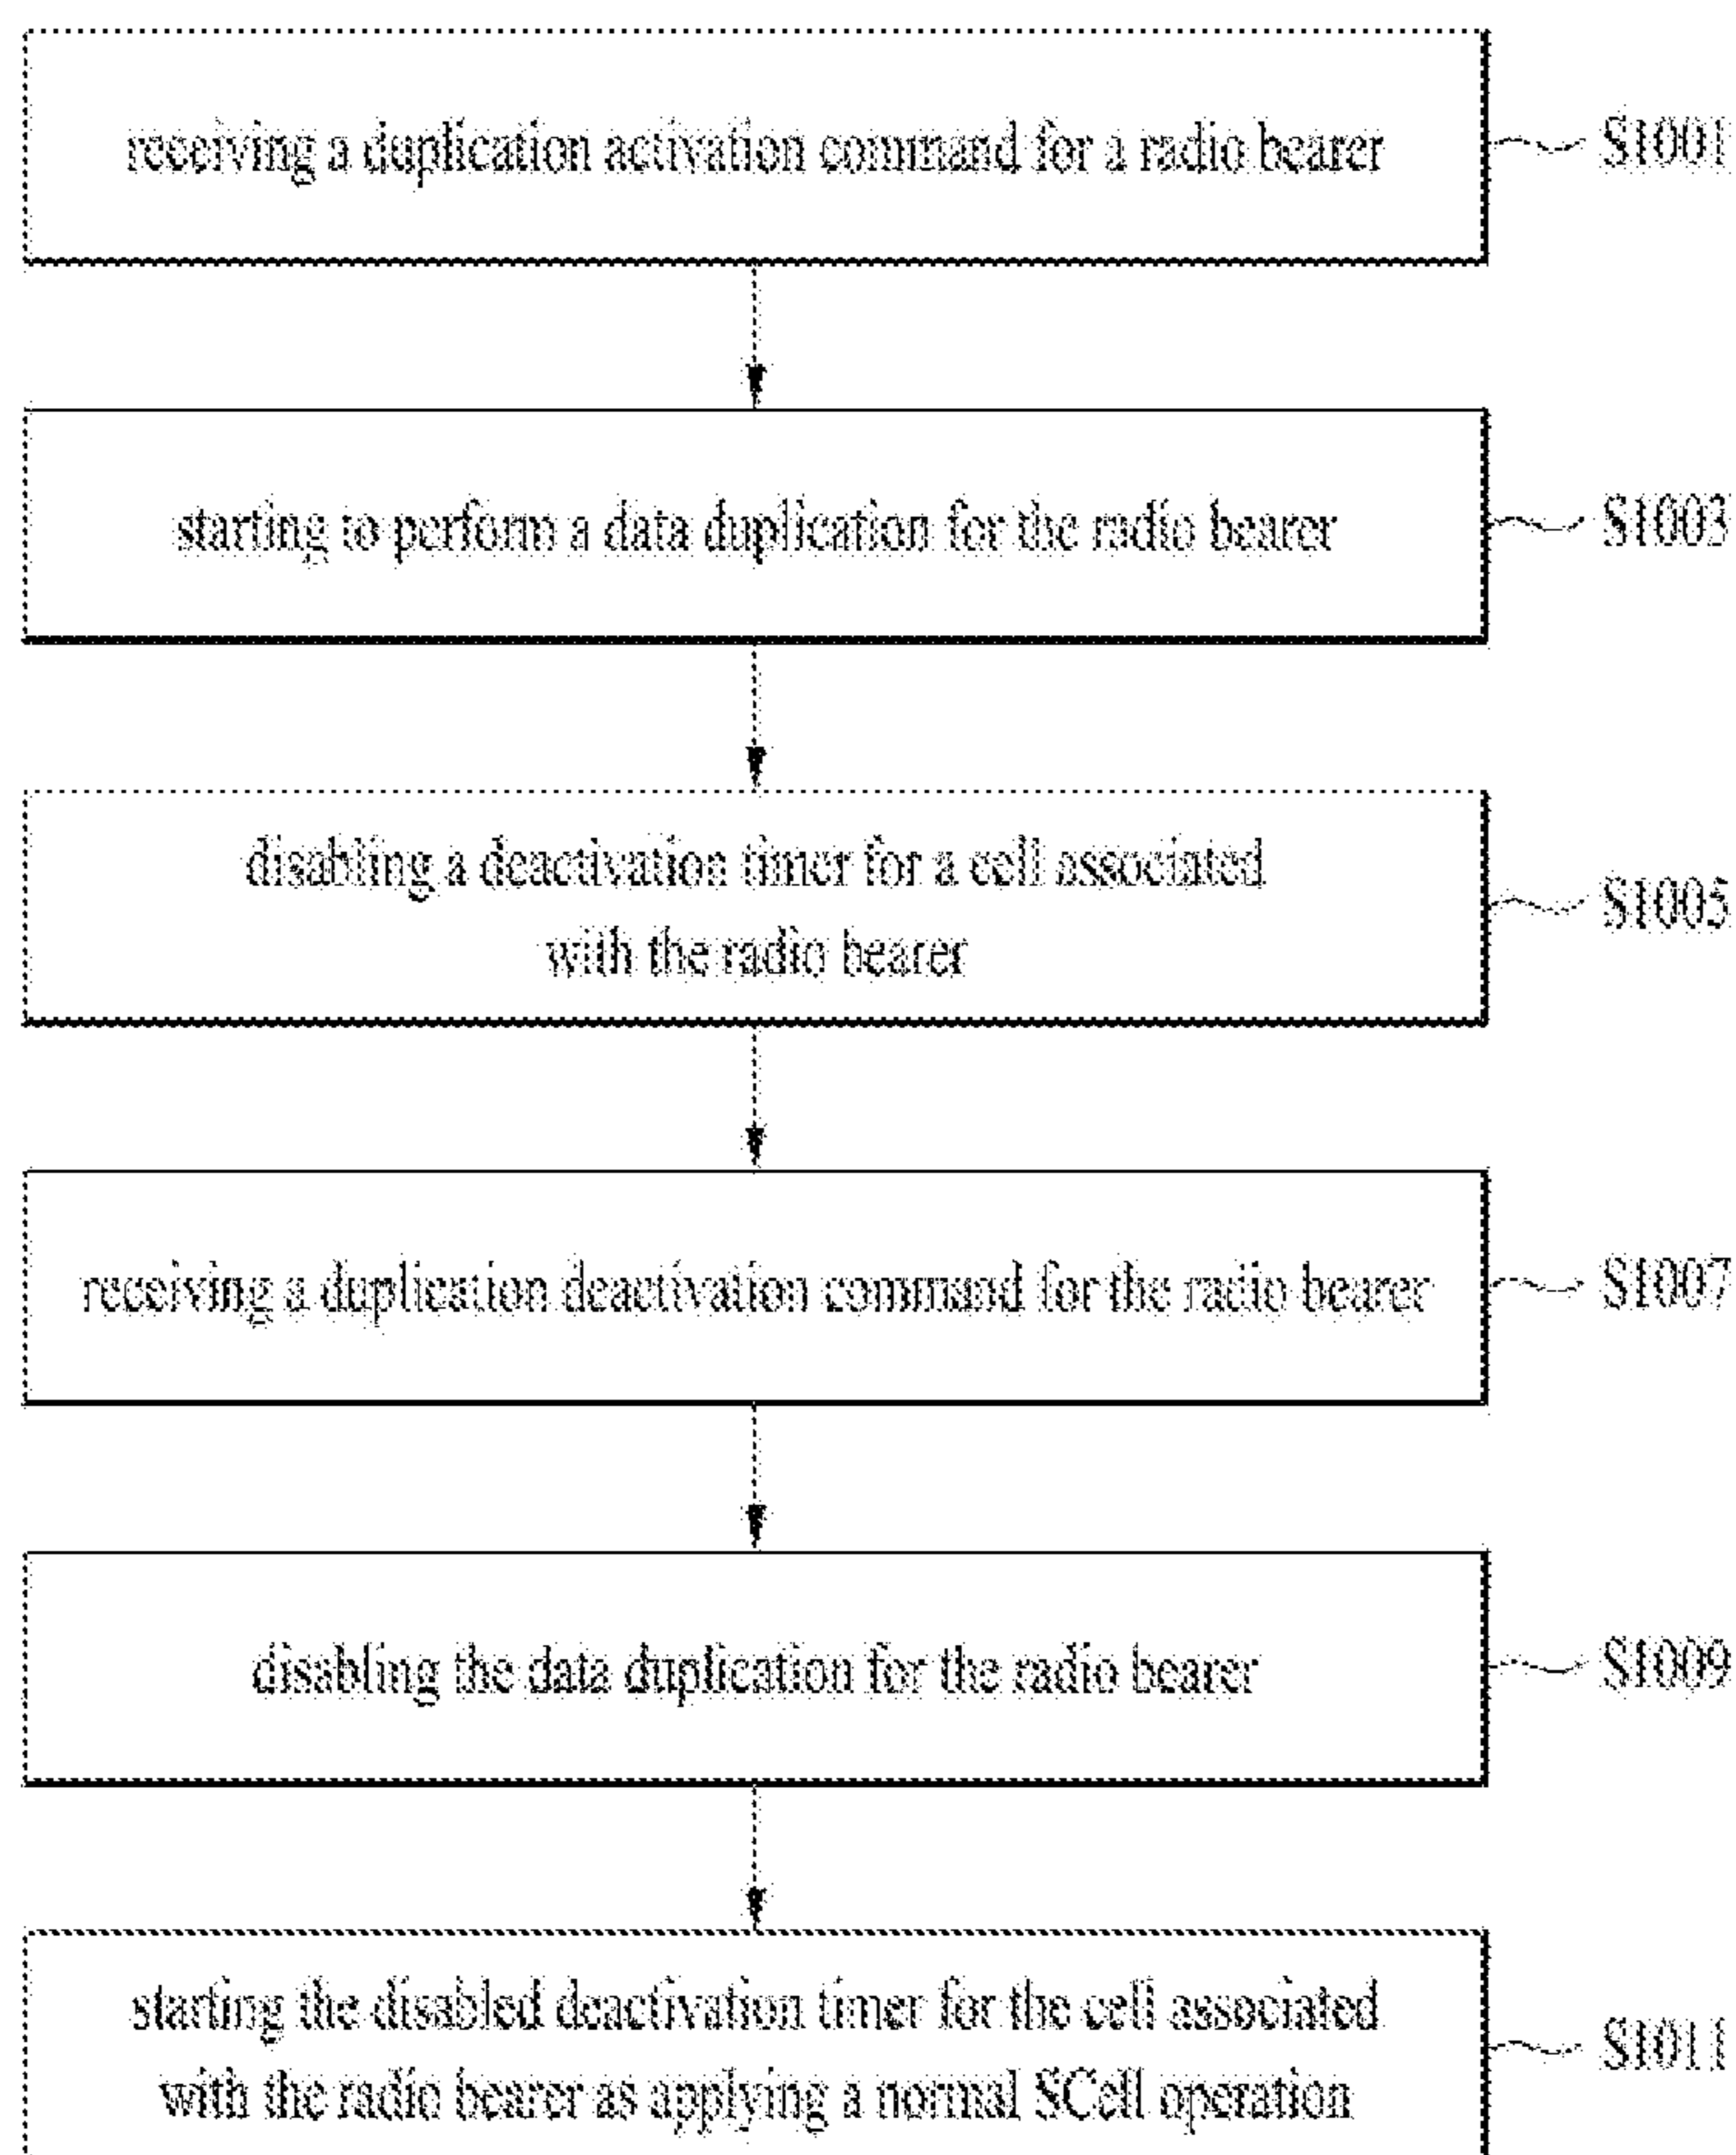 receiving a duplication activation command for a radio bearer
S1001
starting to perform a data duplication for the radio bearer
S1003
disabling a deactivation timer for a cell associated
with the radio bearer
S1005
receiving a duplication deactivation command for the radio bearer
S1007
disabling the data duplication for the radio bearer
S1009
starting the disabled deactivation timer for the cell associated
with the radio bearer as applying a normal SCell operation
S1011